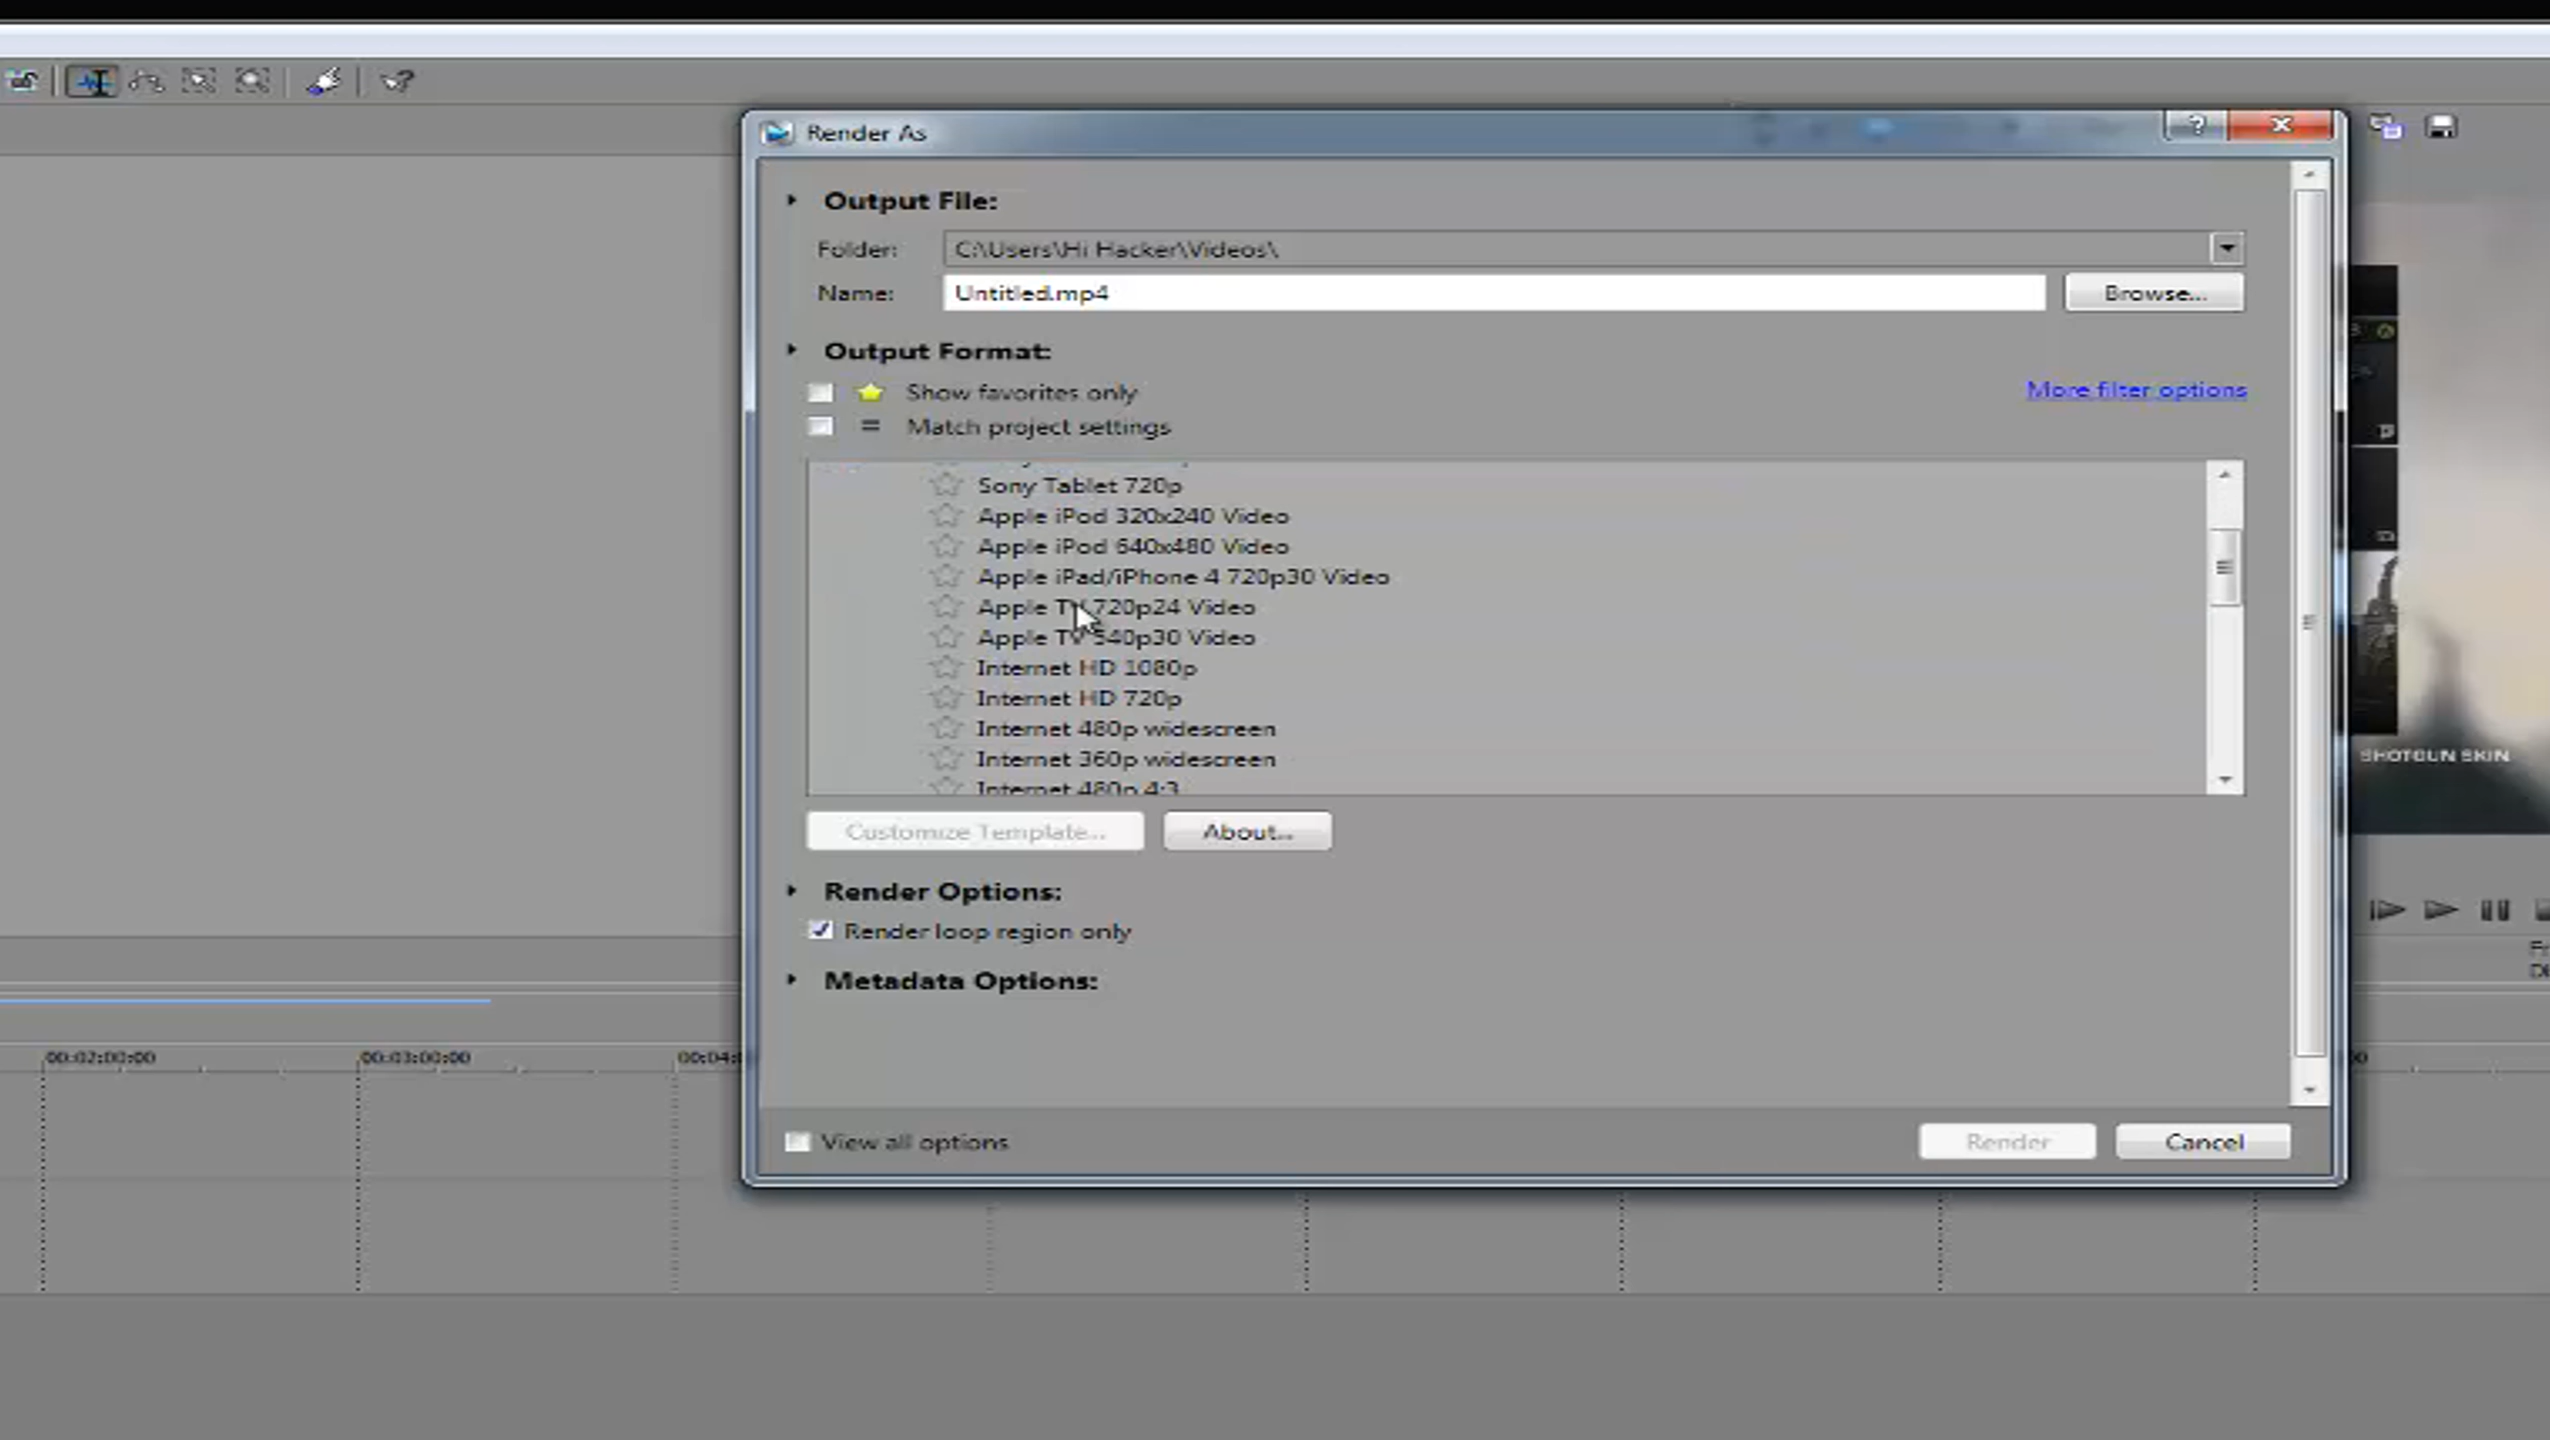 Render As
Output File:
Folder: C:\Users\Hi Hacker\Videos\
Name: Untitled.mp4 Browse...
Output Format:
Show favorites only More filter options
= Match project settings
Sony Tablet 720p
Apple iPod 320x240 Video
Apple iPod 640x480 Video
Apple iPad/iPhone 4 720p30 Video
Apple TV 720p24 Video
Apple TV 540p30 Video
Internet HD 1080p
Internet HD 720p
Internet 480p widescreen
Internet 360p widescreen
Internet 480p 4:3
SHOTGUN SKIN
Customize Template... About...
Render Options:
Render loop region only
Metadata Options:
00:02:00:00 00:03:00:00 00:04:
View all options Render Cancel